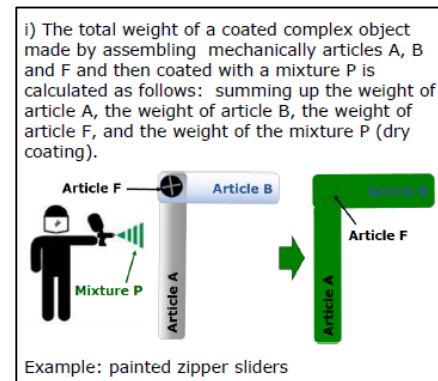 i) The total weight of a coated complex object
made by assembling  mechanically articles A, B
and F and then coated with a mixture P is
calculated as follows:  summing up the weight of
article A, the weight of article B, the weight of
article F, and the weight of the mixture P (dry
coating).
Article F
Article B
Article B
Article F
Mixture P
Article A
Article A
Example: painted zipper sliders